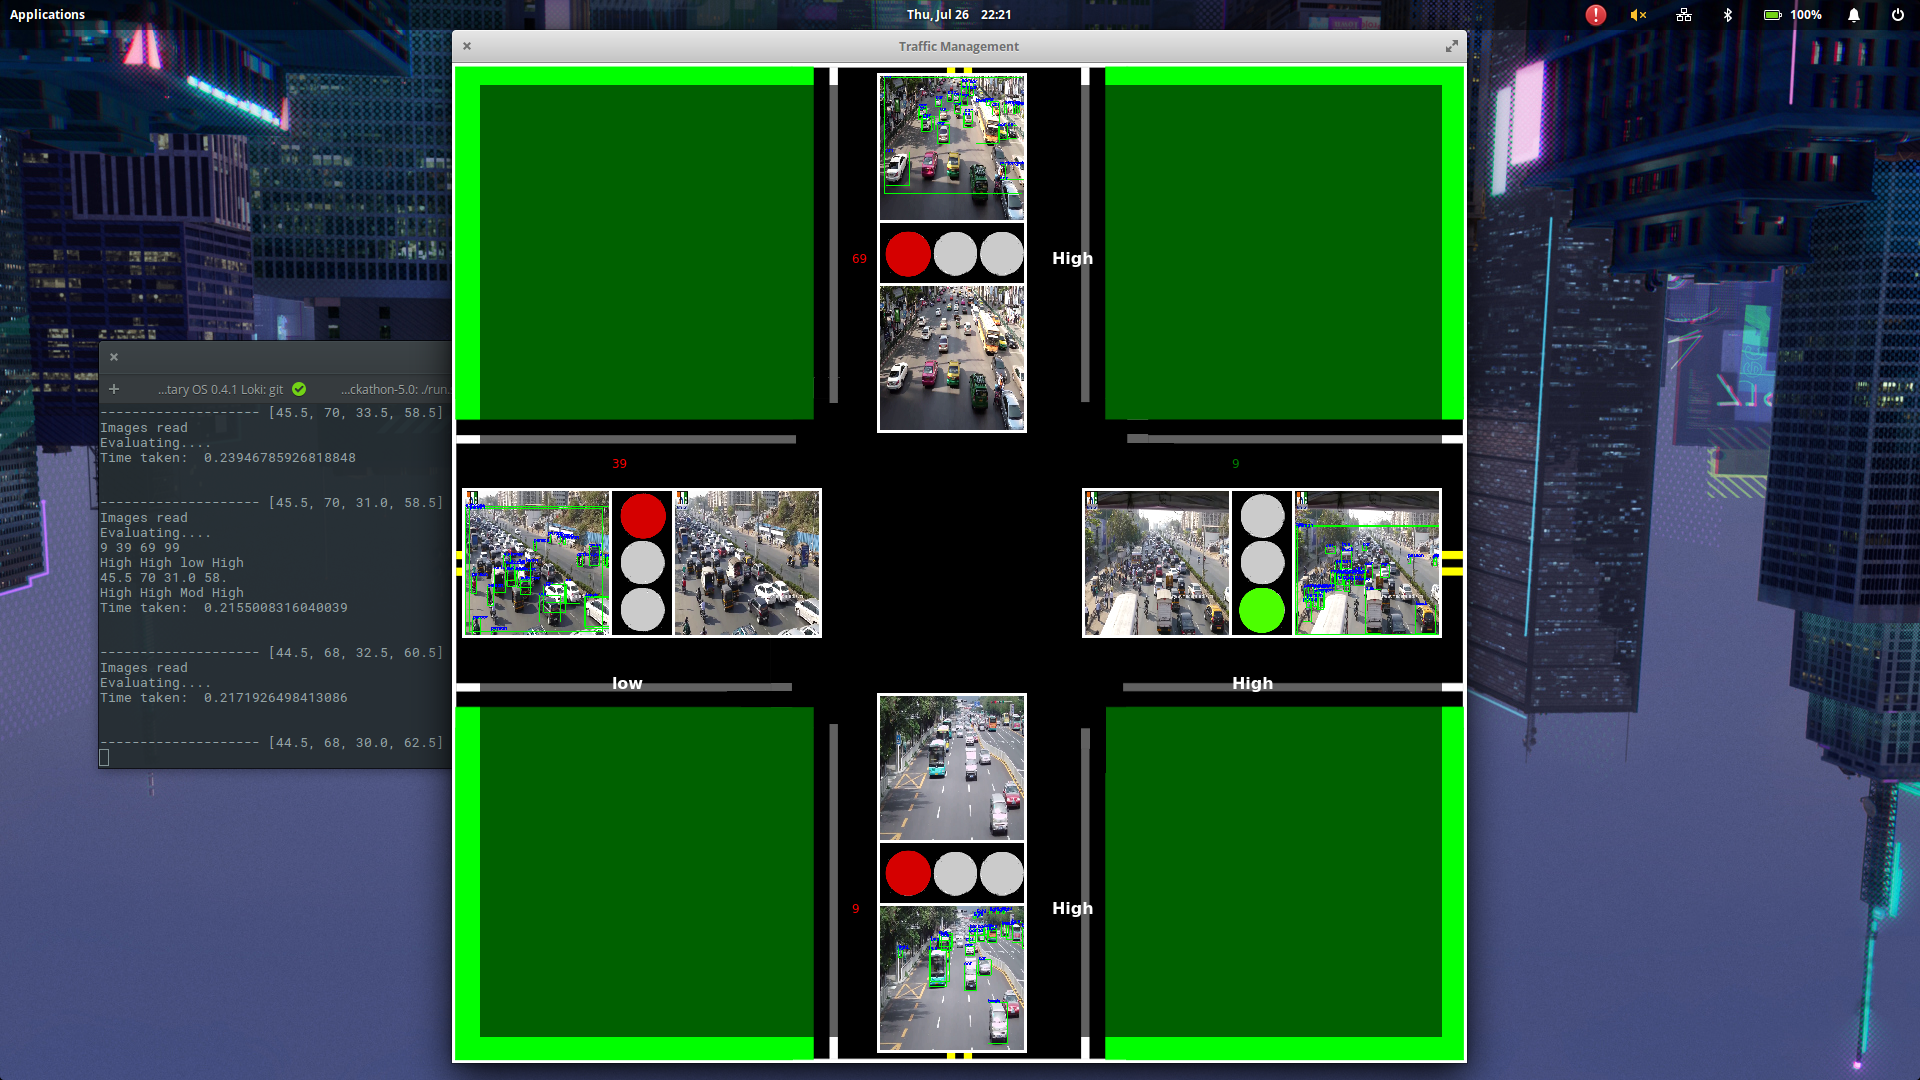 Applications
Thu, Jul 26 22:21
100%
Traffic Management
...tary OS 0.4.1 Loki: git
...ckathon-5.0: ./run.
-------------------- [45.5, 70, 33.5, 58.5]
Images read
Evaluating....
Time taken:  0.23946785926818848
-------------------- [45.5, 70, 31.0, 58.5]
Images read
Evaluating....
9 39 69 99
High High low High
45.5 70 31.0 58.
High High Mod High
Time taken:  0.2155008316040039
-------------------- [44.5, 68, 32.5, 60.5]
Images read
Evaluating....
Time taken:  0.2171926498413086
-------------------- [44.5, 68, 30.0, 62.5]
69
High
39
9
low
High
9
High